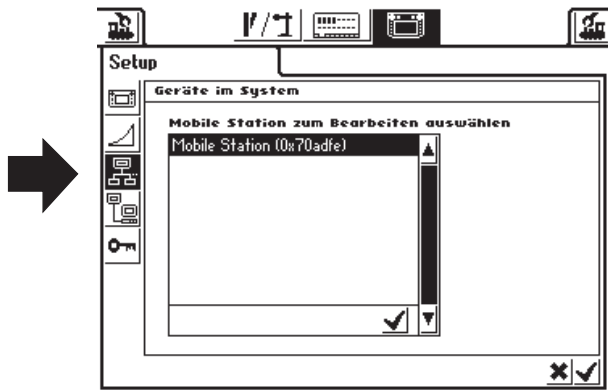 Setup
Geräte im System
Mobile Station zum Bearbeiten auswählen
Mobile Station (0x70adfe)